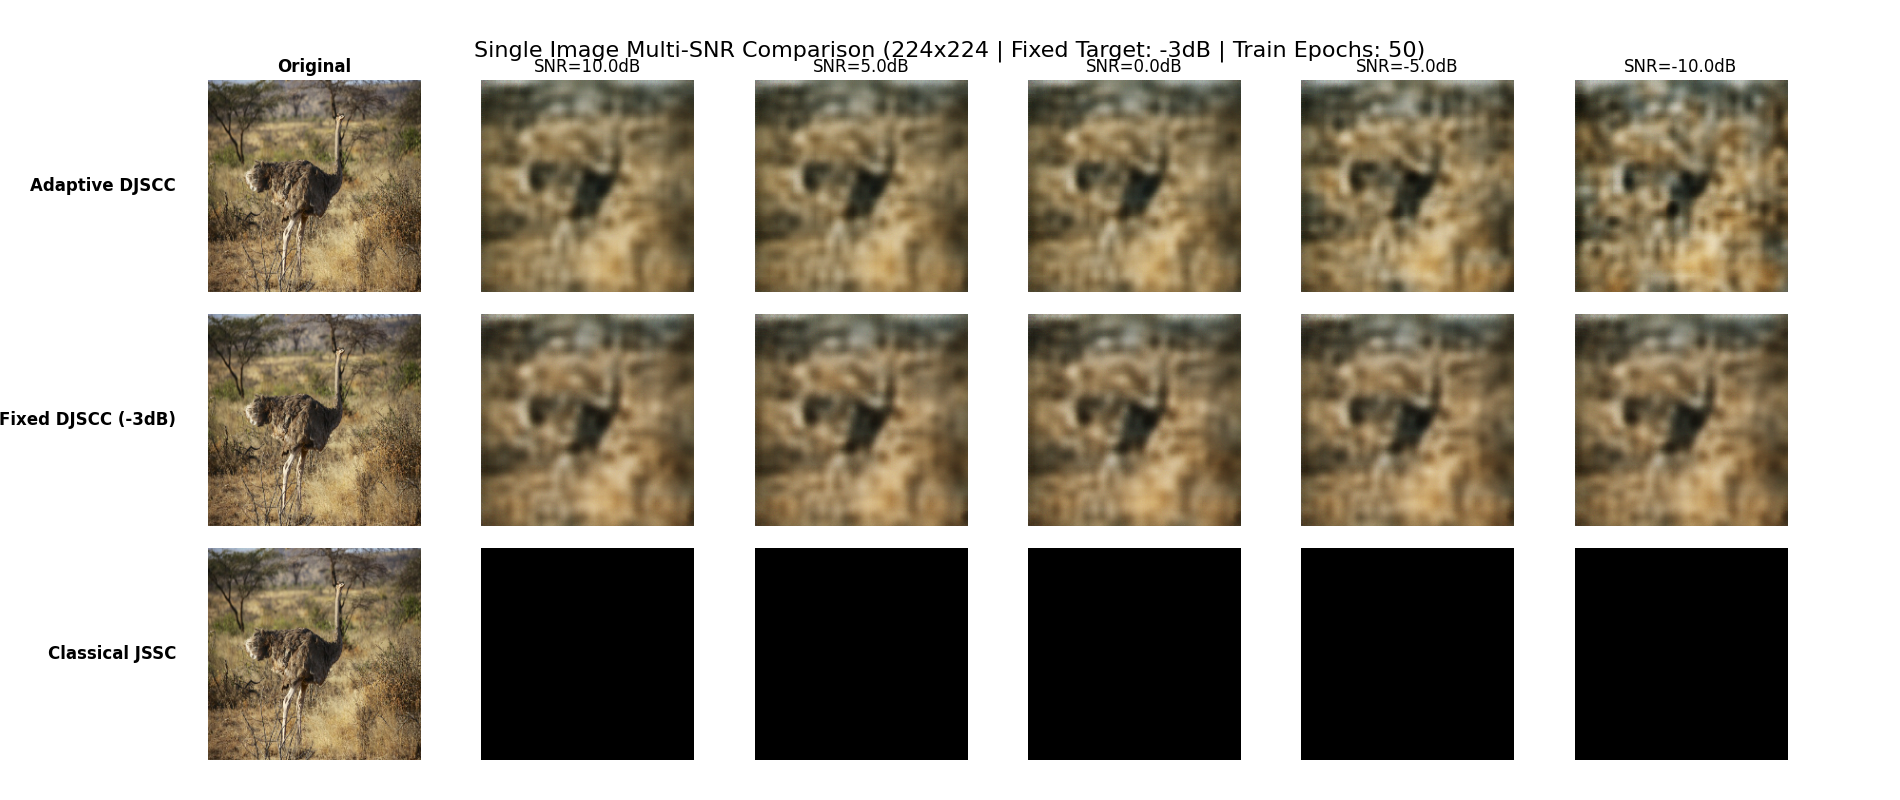 Single Image Multi-SNR Comparison (224x224 | Fixed Target: -3dB | Train Epochs: 50)
Original
SNR=10.0dB
SNR=5.0dB
SNR=0.0dB
SNR=-5.0dB
SNR=-10.0dB
Adaptive DJSCC
Fixed DJSCC (-3dB)
Classical JSSC